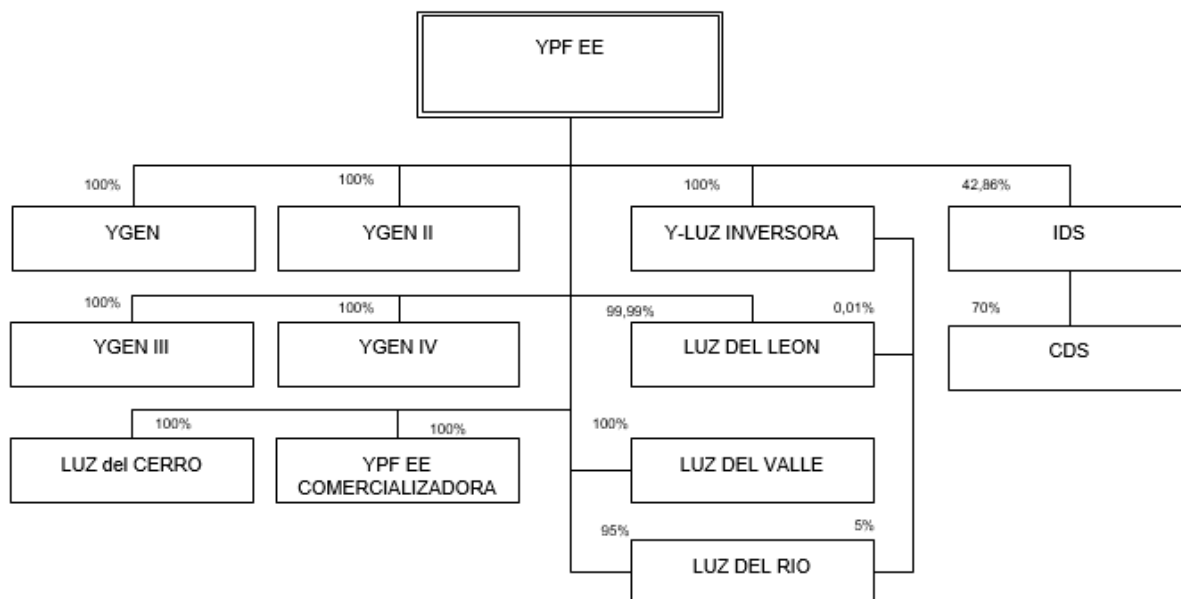 YPF EE
100%
100%
100%
42,86%
YGEN
YGEN II
Y-LUZ INVERSORA
IDS
100%
100%
99,99%
0,01%
70%
YGEN III
YGEN IV
LUZ DEL LEON
CDS
100%
100%
100%
LUZ del CERRO
YPF EE
COMERCIALIZADORA
LUZ DEL VALLE
95%
5%
LUZ DEL RIO